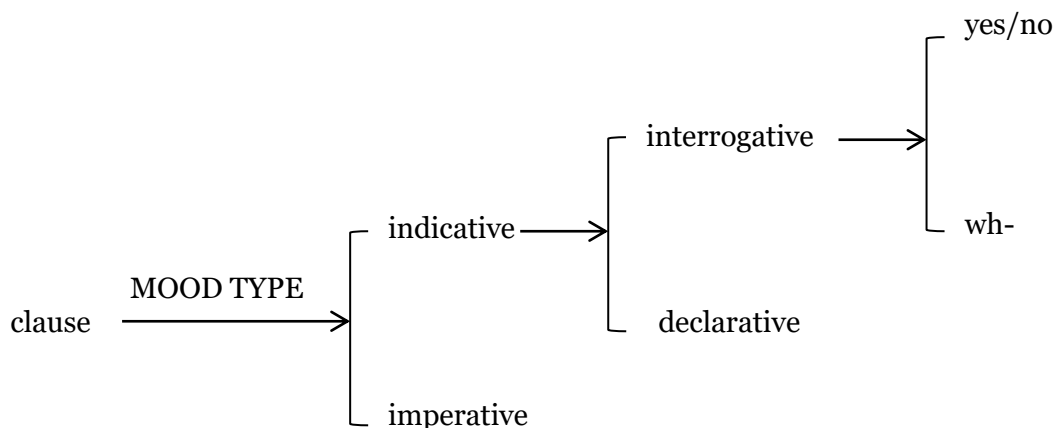 yes/no
interrogative
indicative
wh-
MOOD TYPE
clause
declarative
imperative